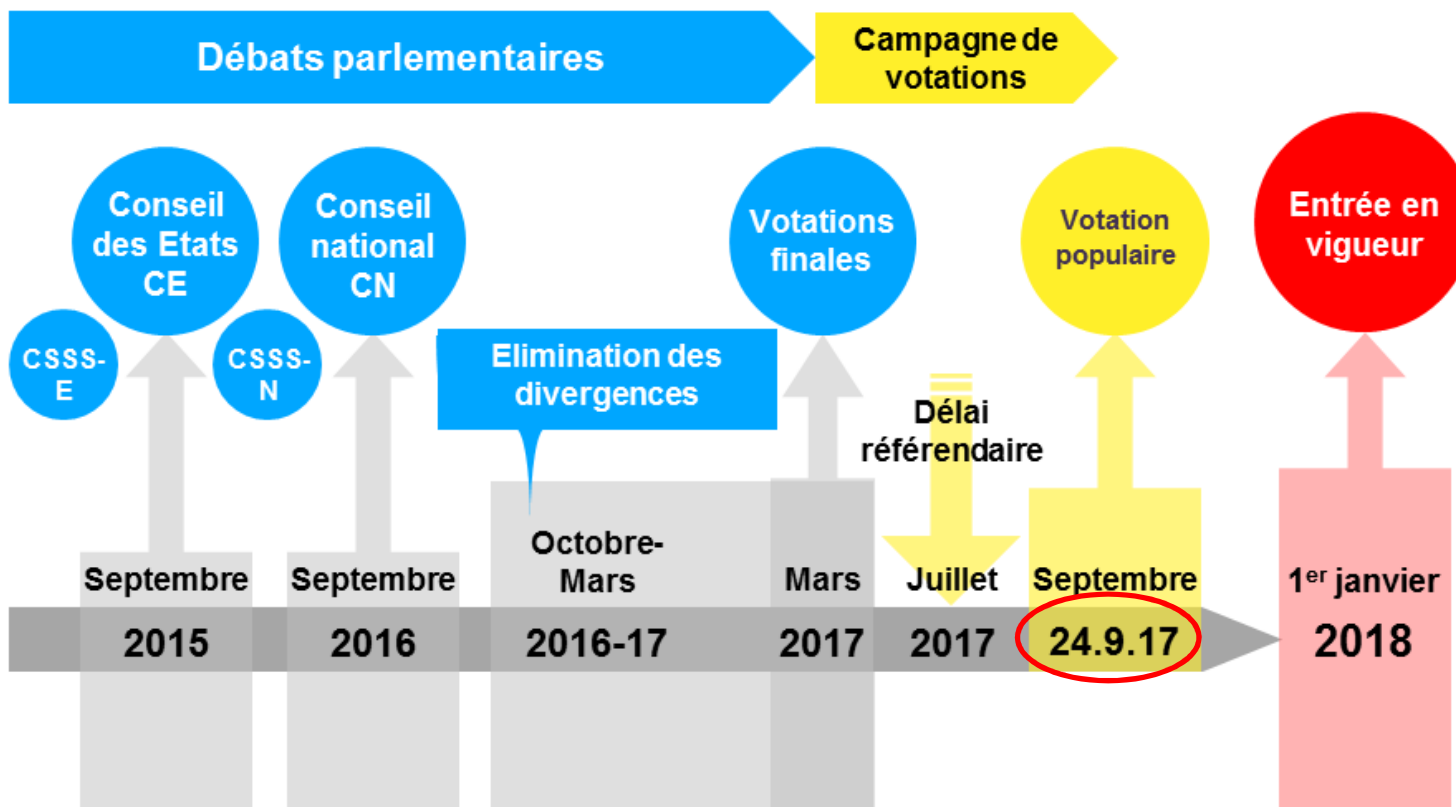 Débats parlementaires
Campagne de
votations
Conseil
des Etats
CE
Conseil
national
CN
Votations
finales
Votation
populaire
Entrée en
vigueur
CSSS-
E
CSSS-
N
Elimination des
divergences
Délai
référendaire
Septembre
2015
Septembre
2016
Octobre-
Mars
2016-17
Mars
2017
Juillet
2017
Septembre
24.9.17
1er janvier
2018